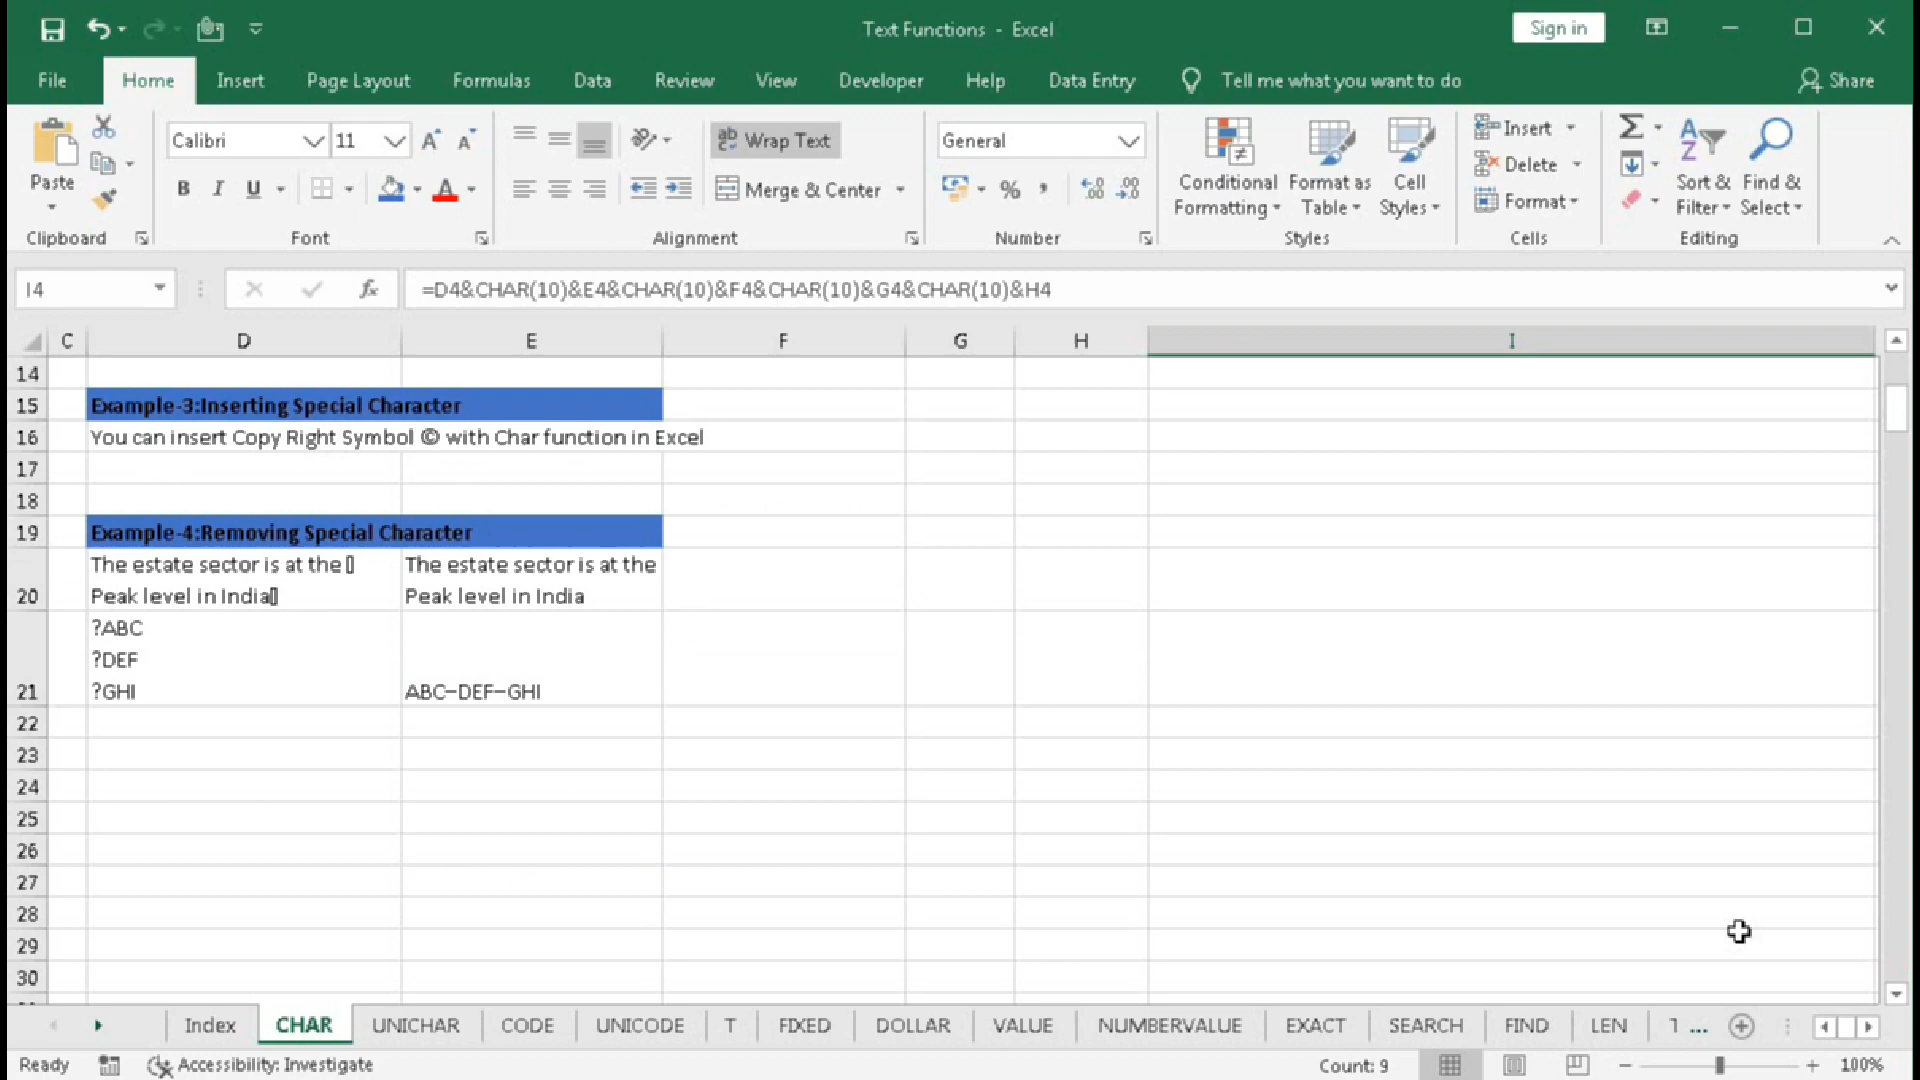 Text Functions - Excel
Sign in
File Home Insert Page Layout Formulas Data Review View Developer Help Data Entry Tell me what you want to do Share
Paste
Clipboard
Calibri 11
B I U
Font
Wrap Text
Merge & Center
Alignment
General
Number
Conditional Formatting
Format as Table
Cell Styles
Styles
Insert
Delete
Format
Cells
Sort & Filter
Find & Select
Editing
I4 fx =D4&CHAR(10)&E4&CHAR(10)&F4&CHAR(10)&G4&CHAR(10)&H4
C D E F G H I
14
15 Example-3:Inserting Special Character
16 You can insert Copy Right Symbol © with Char function in Excel
17
18
19 Example-4:Removing Special Character
The estate sector is at the ▯ The estate sector is at the
20 Peak level in India▯ Peak level in India
?ABC
?DEF
21 ?GHI ABC-DEF-GHI
22
23
24
25
26
27
28
29
30
Index CHAR UNICHAR CODE UNICODE T FIXED DOLLAR VALUE NUMBERVALUE EXACT SEARCH FIND LEN ...
Ready Accessibility: Investigate Count: 9 100%